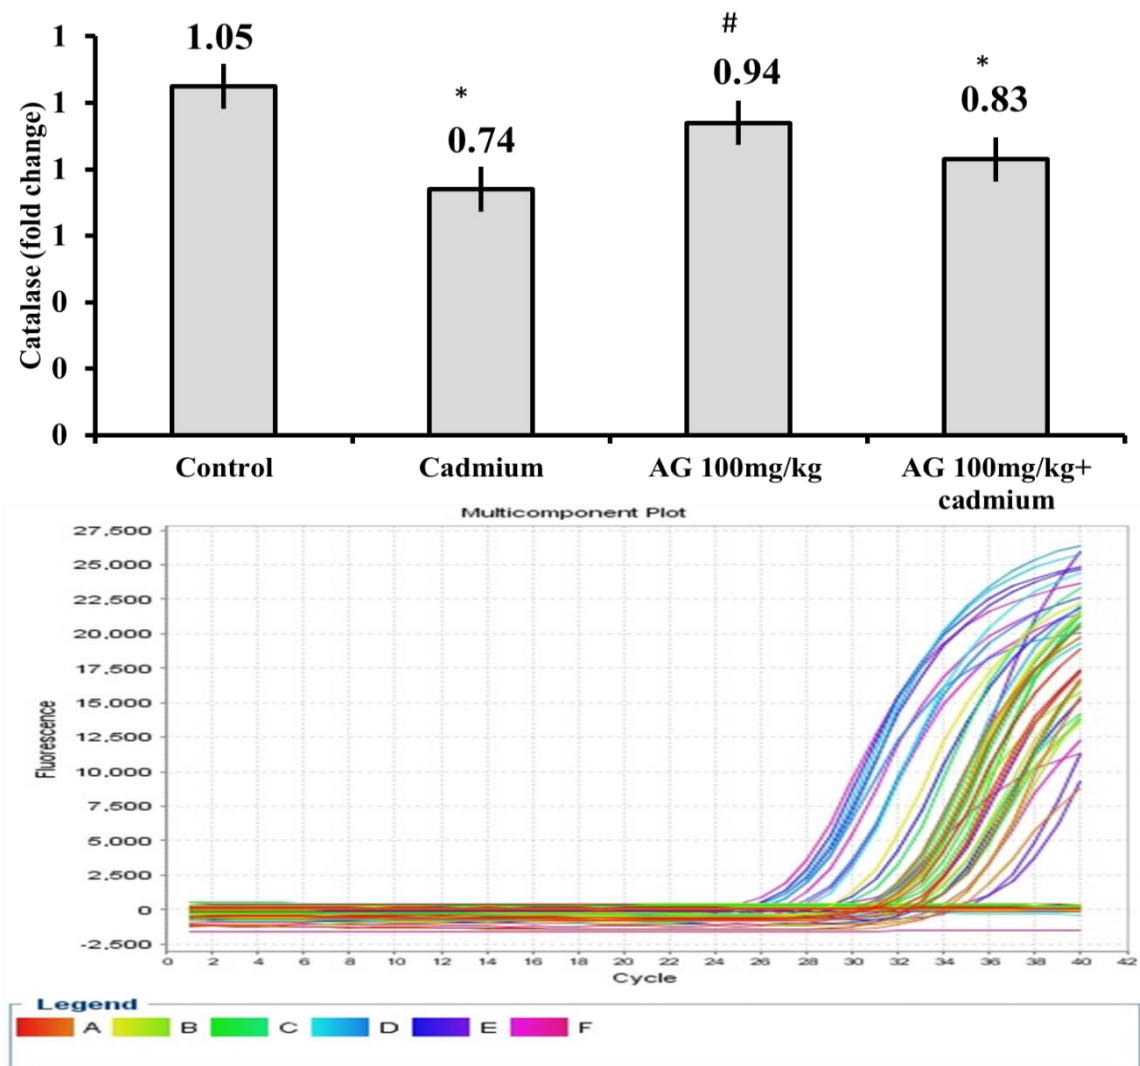 Catalase (fold change)
1
1
1
1
0
0
0
1.05
*
0.74
#
0.94
*
0.83
Control
Cadmium
AG 100mg/kg
AG 100mg/kg+
cadmium
Multicomponent Plot
Fluorescence
27,500
25,000
22,500
20,000
17,500
15,000
12,500
10,000
7,500
5,000
2,500
0
-2,500
0 2 4 6 8 10 12 14 16 18 20 22 24 26 28 30 32 34 36 38 40 42
Cycle
Legend
A B C D E F